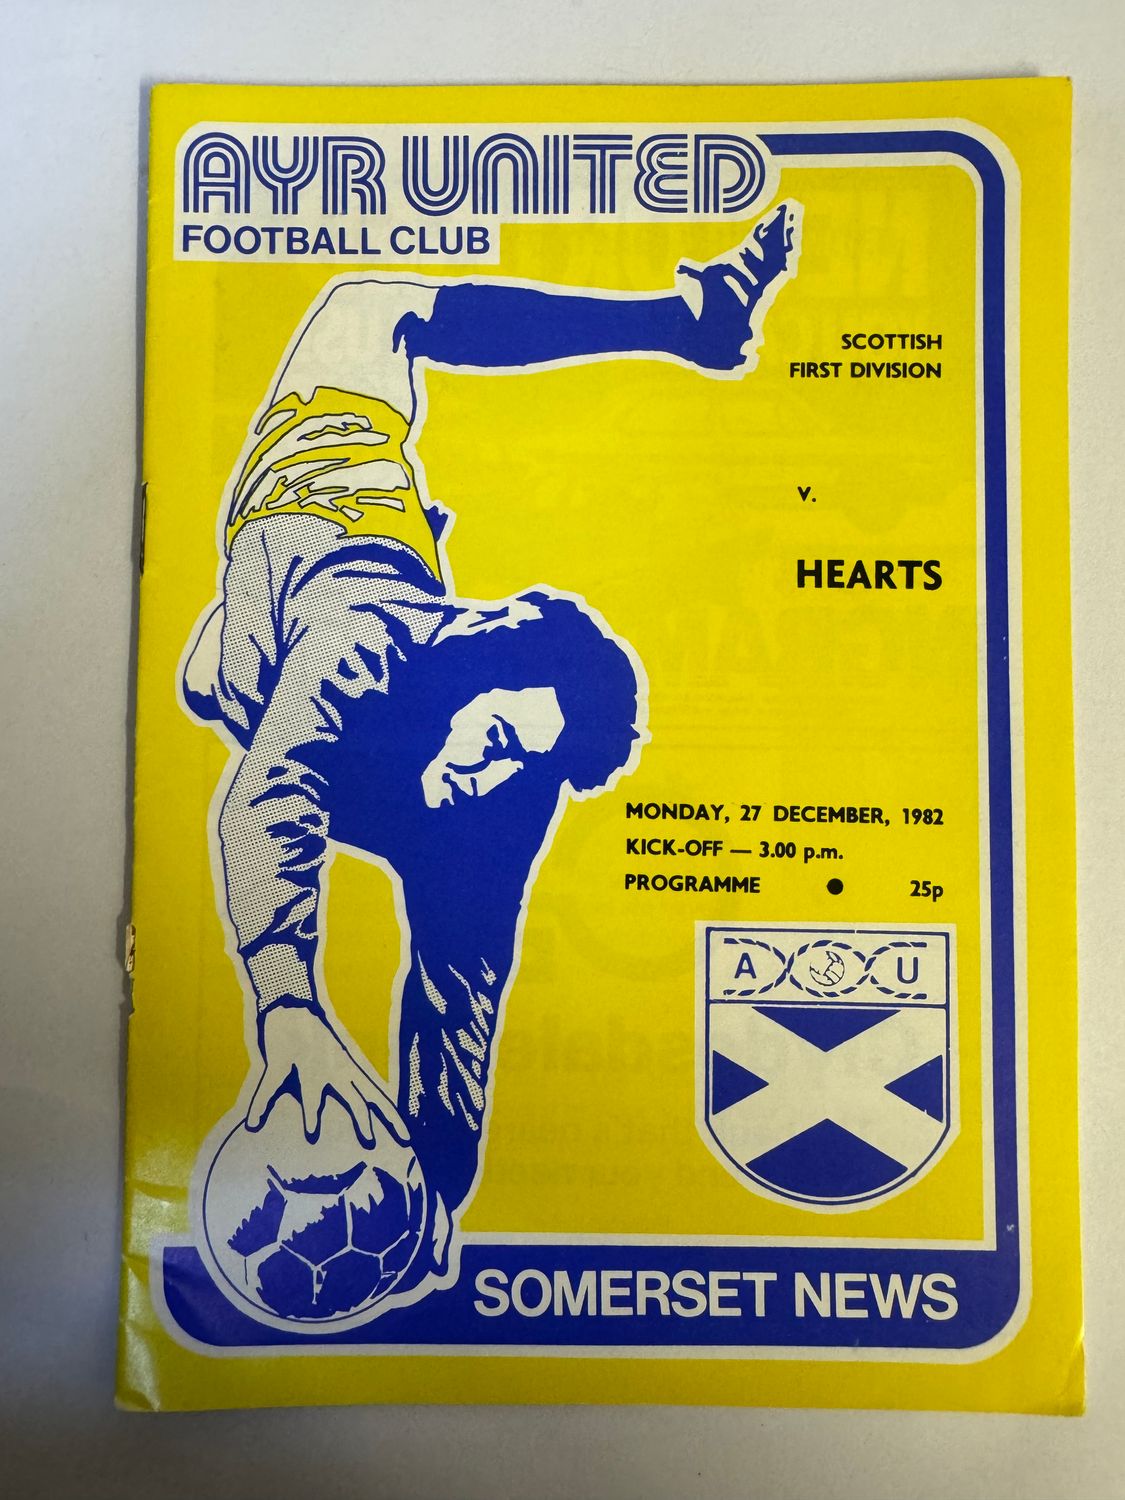 AYR UNITED
FOOTBALL CLUB
SCOTTISH
FIRST DIVISION
v.
HEARTS
MONDAY, 27 DECEMBER, 1982
KICK-OFF — 3.00 p.m.
PROGRAMME ● 25p
A U
SOMERSET NEWS